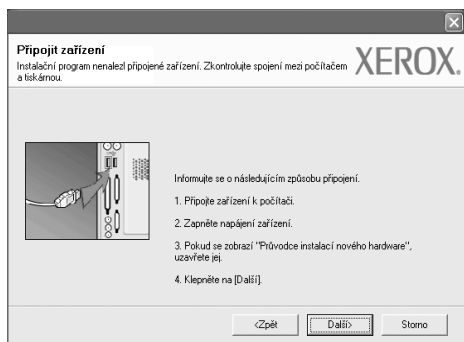 Připojit zařízení
Instalační program nenalezl připojené zařízení. Zkontrolujte spojení mezi počítačem
a tiskárnou.
XEROX.
Informujte se o následujícím způsobu připojení.
1. Připojte zařízení k počítači.
2. Zapněte napájení zařízení.
3. Pokud se zobrazí "Průvodce instalací nového hardware",
uzavřete jej.
4. Klepněte na [Další].
<Zpět
Další>
Storno